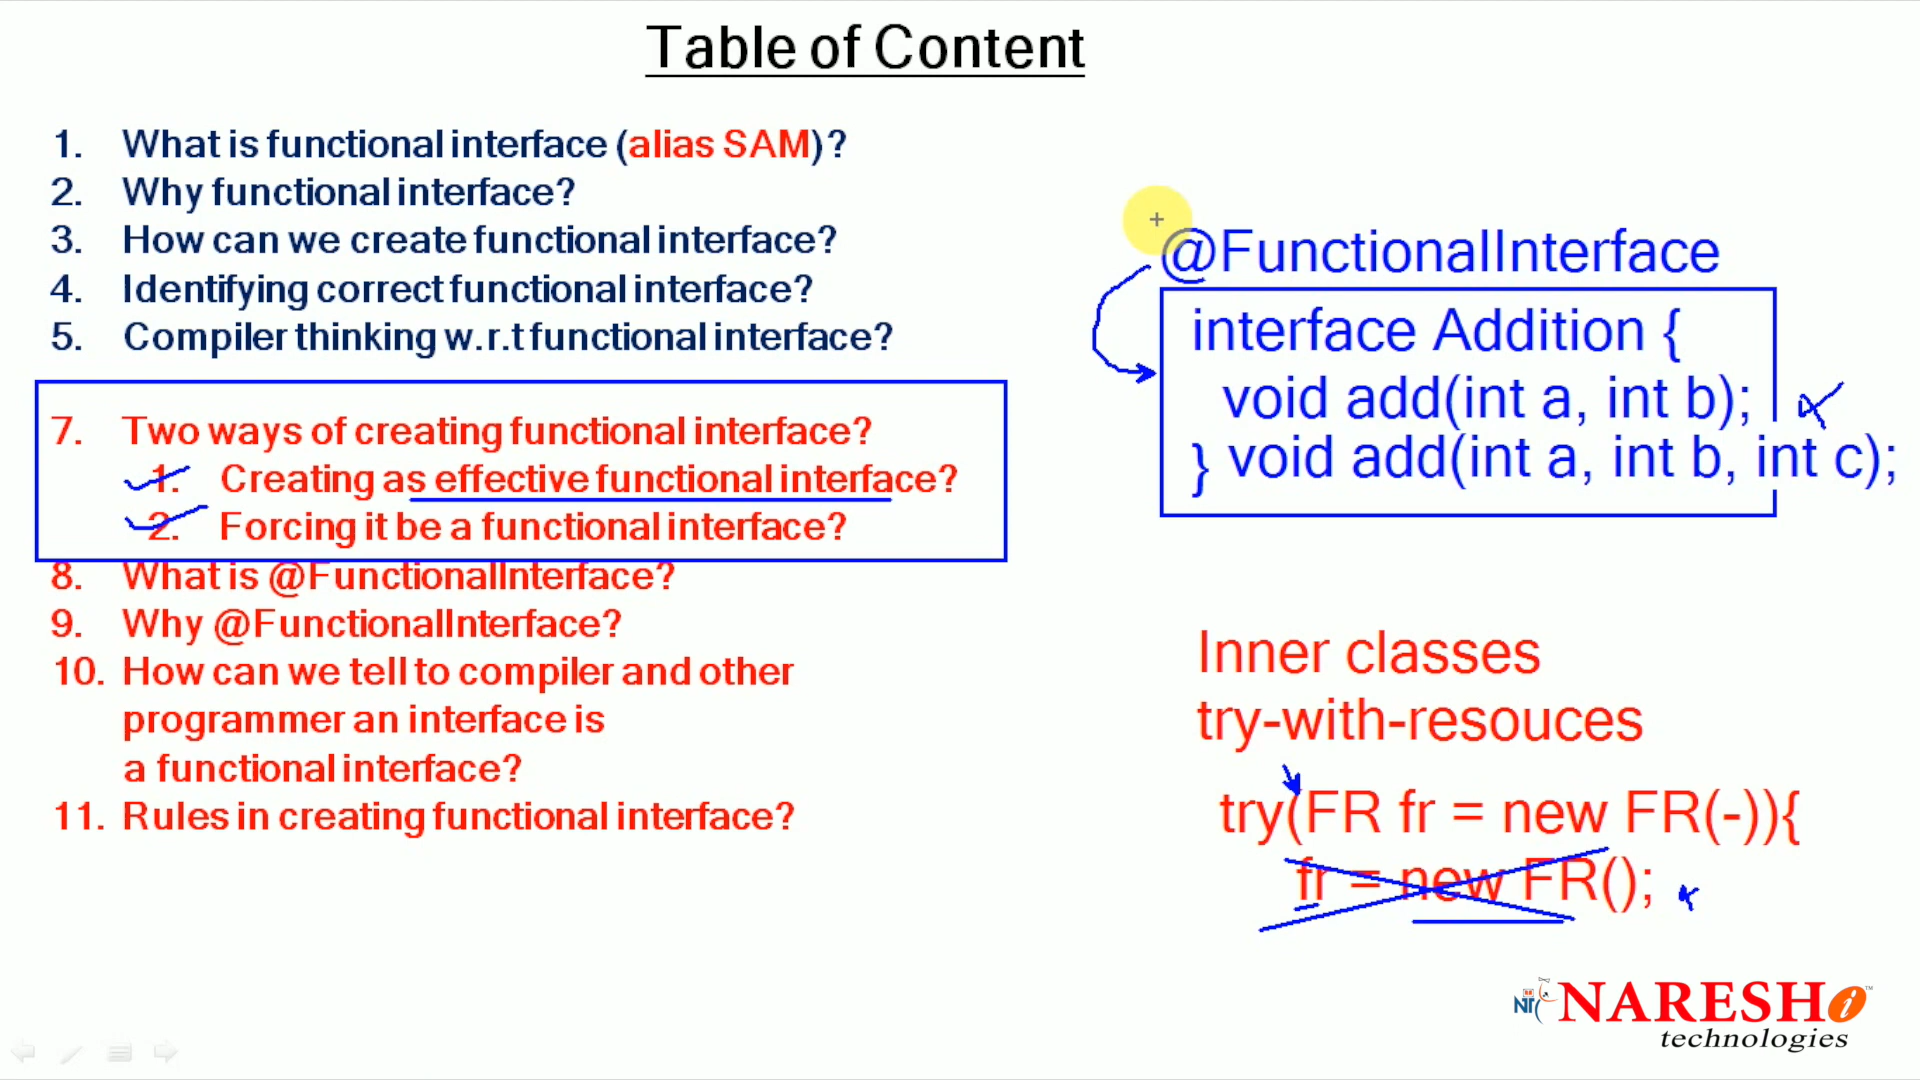 Table of Content
1. What is functional interface (alias SAM)?
2. Why functional interface?
3. How can we create functional interface?
4. Identifying correct functional interface?
5. Compiler thinking w.r.t functional interface?
7. Two ways of creating functional interface?
1. Creating as effective functional interface?
2. Forcing it be a functional interface?
8. What is @FunctionalInterface?
9. Why @FunctionalInterface?
10. How can we tell to compiler and other
programmer an interface is
a functional interface?
11. Rules in creating functional interface?
@FunctionalInterface
interface Addition {
void add(int a, int b);
} void add(int a, int b, int c);
Inner classes
try-with-resouces
try(FR fr = new FR(-)){
fr = new FR();
NARESH i
technologies